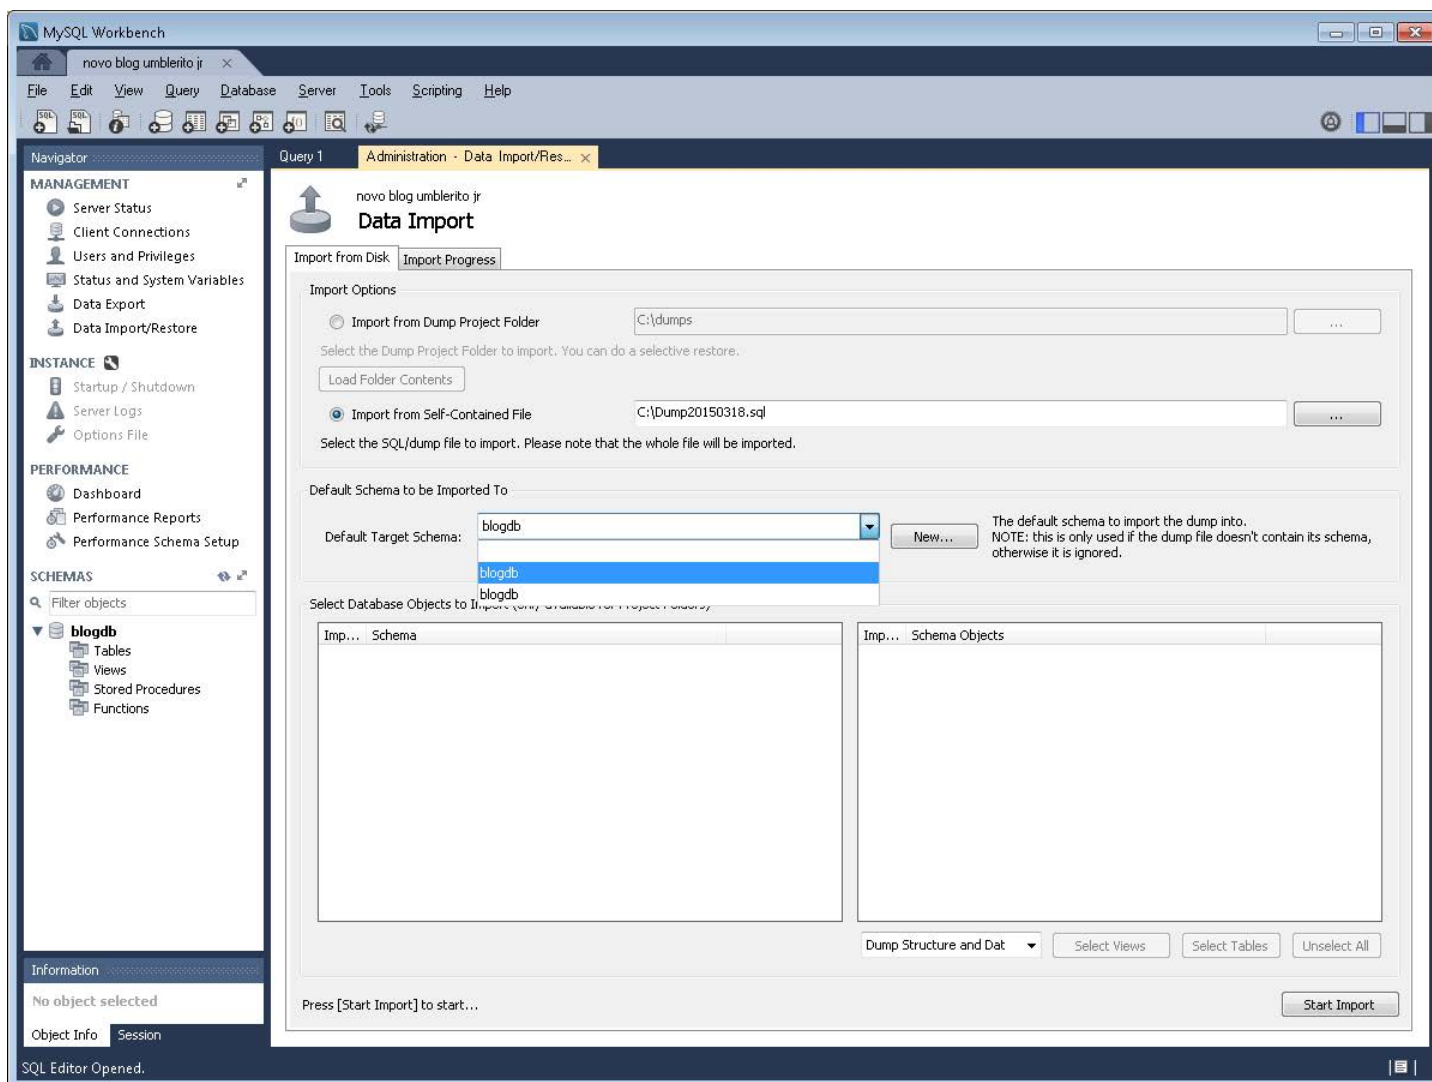 MySQL Workbench
novo blog umblerito jr
File Edit View Query Database Server Tools Scripting Help
Navigator
MANAGEMENT
Server Status
Client Connections
Users and Privileges
Status and System Variables
Data Export
Data Import/Restore
INSTANCE
Startup / Shutdown
Server Logs
Options File
PERFORMANCE
Dashboard
Performance Reports
Performance Schema Setup
SCHEMAS
Filter objects
blogdb
Tables
Views
Stored Procedures
Functions
Information
No object selected
Object Info Session
Query 1 Administration - Data Import/Res...
novo blog umblerito jr
Data Import
Import from Disk Import Progress
Import Options
Import from Dump Project Folder C:\dumps ...
Select the Dump Project Folder to import. You can do a selective restore.
Load Folder Contents
Import from Self-Contained File C:\Dump20150318.sql ...
Select the SQL/dump file to import. Please note that the whole file will be imported.
Default Schema to be Imported To
Default Target Schema: blogdb New...
The default schema to import the dump into.
NOTE: this is only used if the dump file doesn't contain its schema,
otherwise it is ignored.
blogdb
blogdb
Select Database Objects to
Imp... Schema
Imp... Schema Objects
Dump Structure and Dat Select Views Select Tables Unselect All
Press [Start Import] to start... Start Import
SQL Editor Opened.